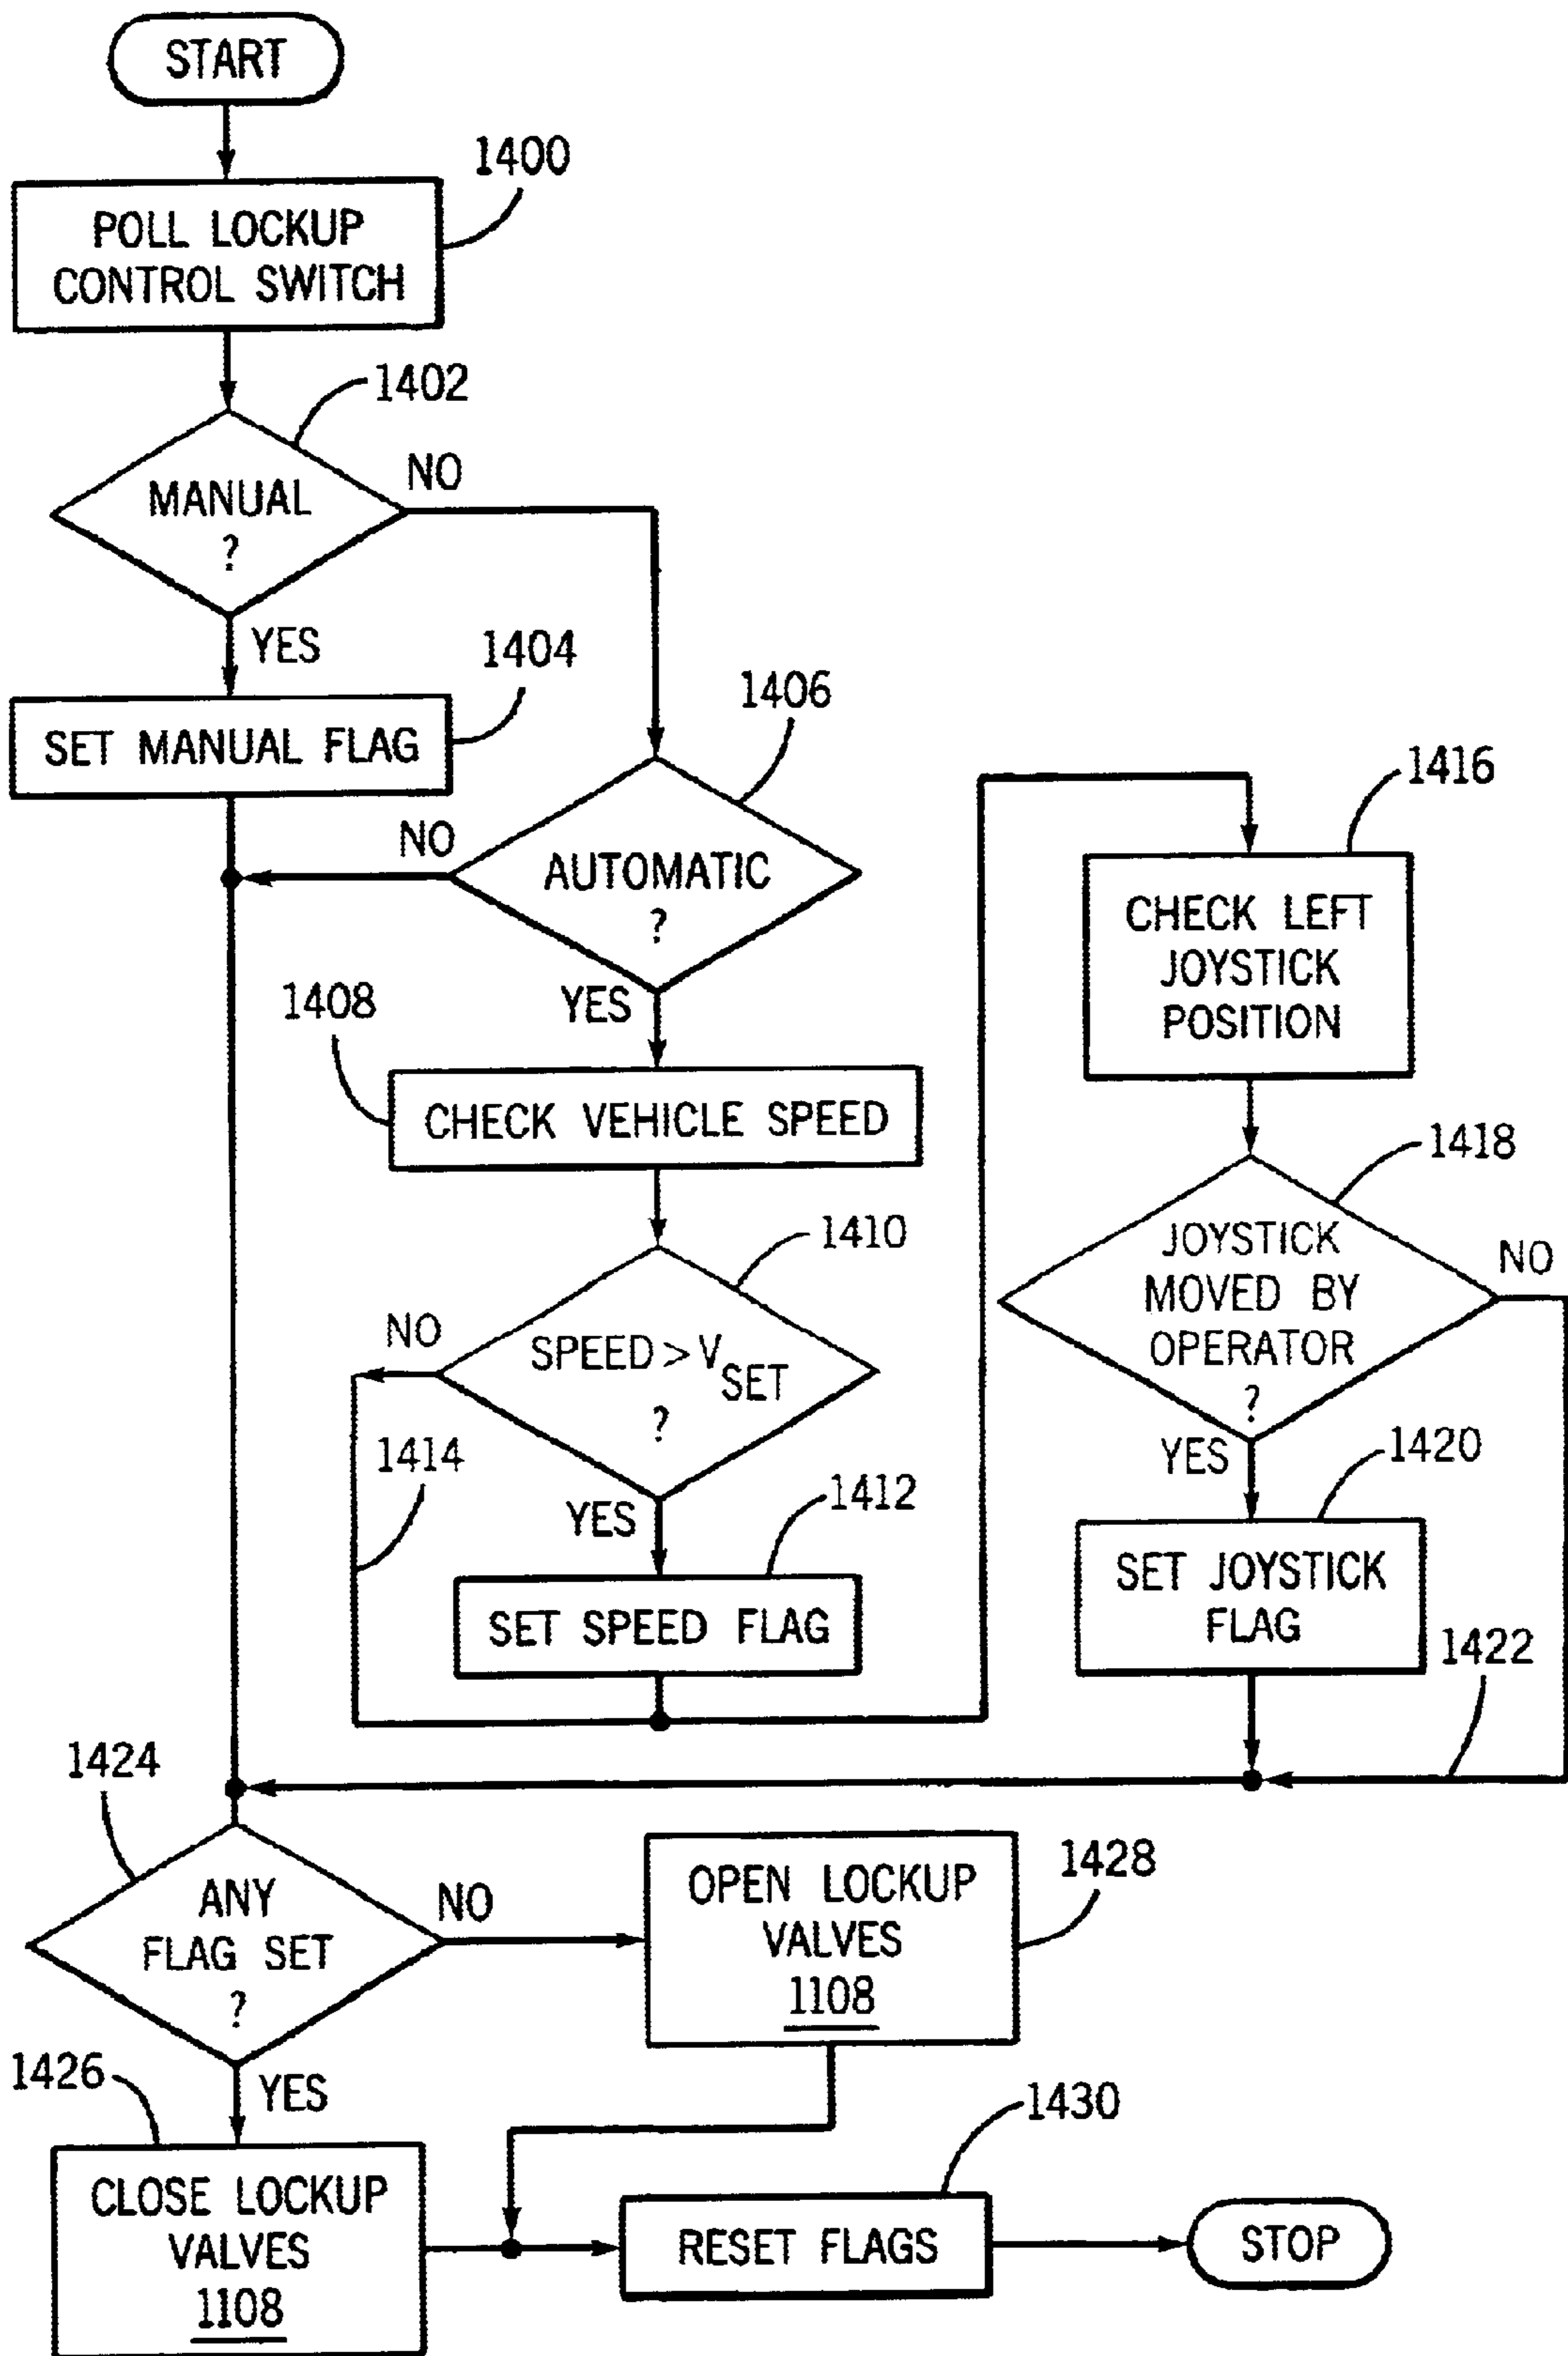 START
1400
POLL LOCKUP
CONTROL SWITCH
1402
MANUAL
?
NO
YES
1404
SET MANUAL FLAG
1406
NO
AUTOMATIC
?
YES
1408
CHECK VEHICLE SPEED
1410
NO
SPEED > V SET
?
1414
YES
1412
SET SPEED FLAG
1416
CHECK LEFT
JOYSTICK
POSITION
1418
JOYSTICK
MOVED BY
OPERATOR
?
NO
YES
1420
SET JOYSTICK
FLAG
1422
1424
ANY
FLAG SET
?
NO
OPEN LOCKUP
VALVES
1108
1428
1426
YES
CLOSE LOCKUP
VALVES
1108
1430
RESET FLAGS
STOP